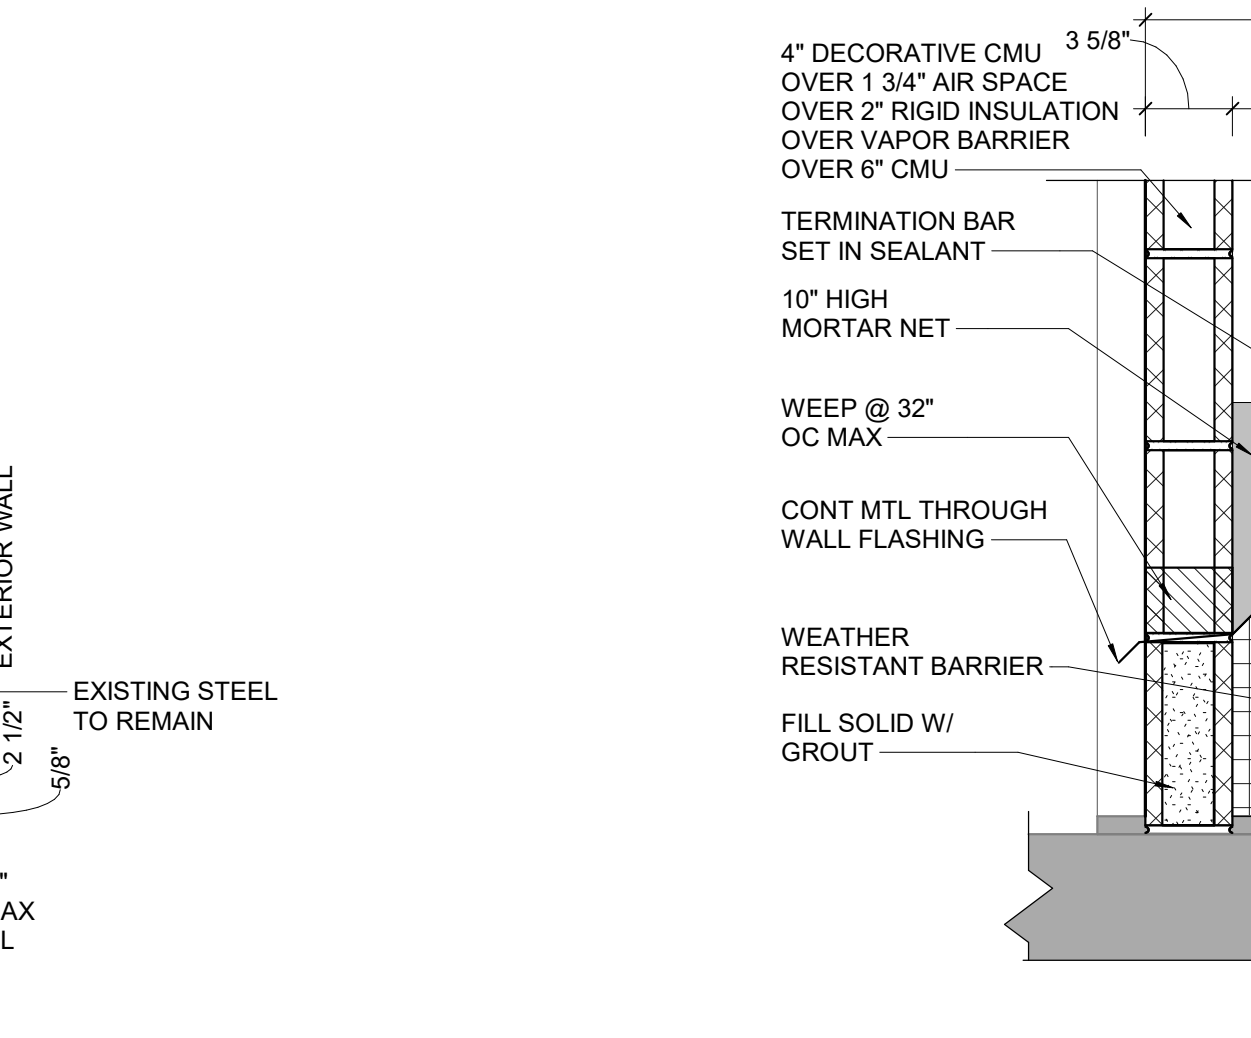 EXTERIOR WALL
EXISTING STEEL
TO REMAIN
2 1/2"
5/8"
"
AX
L
3 5/8"
4" DECORATIVE CMU
OVER 1 3/4" AIR SPACE
OVER 2" RIGID INSULATION
OVER VAPOR BARRIER
OVER 6" CMU
TERMINATION BAR
SET IN SEALANT
10" HIGH
MORTAR NET
WEEP @ 32"
OC MAX
CONT MTL THROUGH
WALL FLASHING
WEATHER
RESISTANT BARRIER
FILL SOLID W/
GROUT